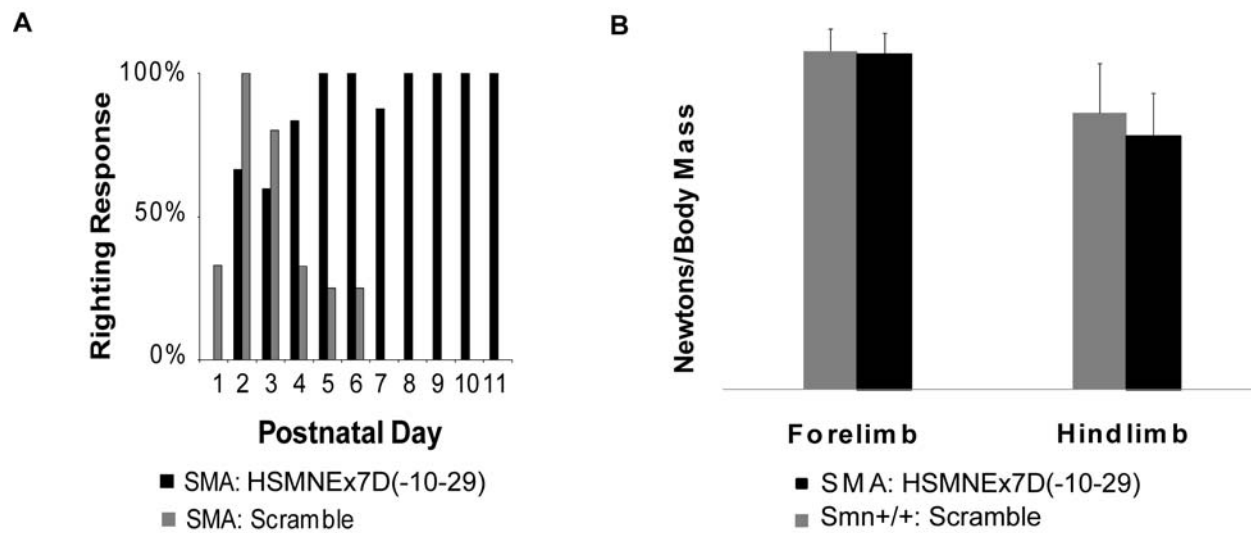 A
Righting Response
100%
50%
0%
1 2 3 4 5 6 7 8 9 10 11
Postnatal Day
SMA: HSMNEx7D(-10-29)
SMA: Scramble
B
Newtons/Body Mass
Forelimb Hindlimb
SMA: HSMNEx7D(-10-29)
Smn+/+: Scramble